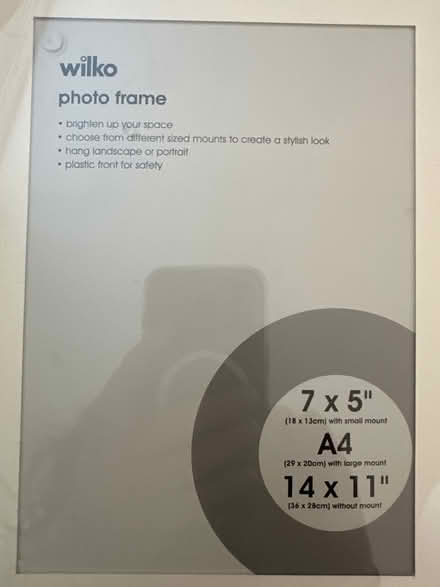 wilko
photo frame
• brighten up your space
• choose from different sized mounts to create a stylish look
• hang landscape or portrait
• plastic front for safety
7 x 5"
(18 x 13cm) with small mount
A4
(29 x 20cm) with large mount
14 x 11"
(36 x 28cm) without mount